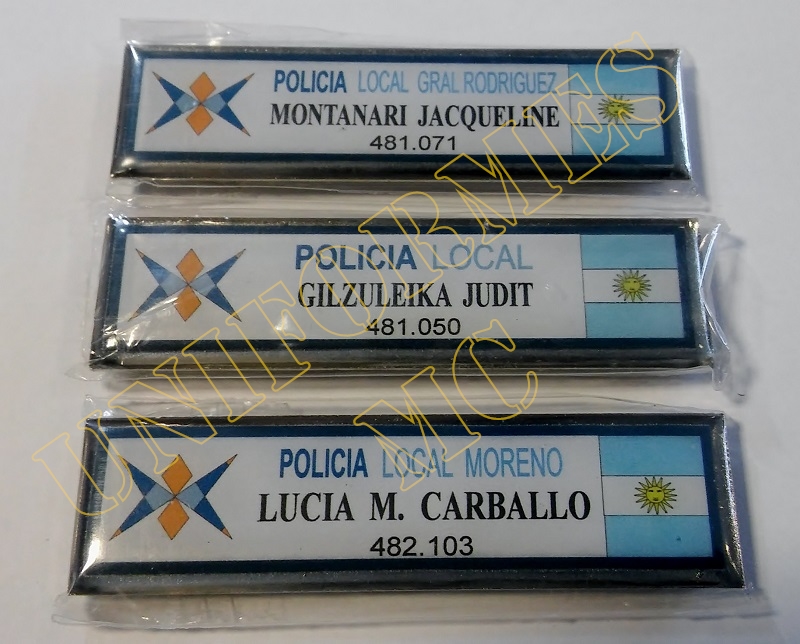 POLICIA LOCAL GRAL RODRIGUEZ
MONTANARI JACQUELINE
481.071
POLICIA LOCAL
GILZULEIKA JUDIT
481.050
POLICIA LOCAL MORENO
LUCIA M. CARBALLO
482.103
UNIFORMES
MC